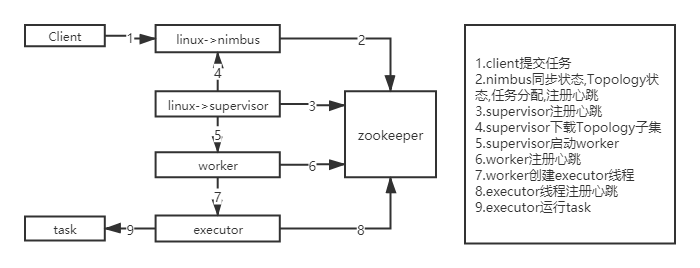 Client
1
linux->nimbus
2
4
linux->supervisor
3
zookeeper
5
worker
6
7
task
9
executor
8
1.client提交任务
2.nimbus同步状态,Topology状
态,任务分配,注册心跳
3.supervisor注册心跳
4.supervisor下载Topology子集
5.supervisor启动worker
6.worker注册心跳
7.worker创建executor线程
8.executor线程注册心跳
9.executor运行task